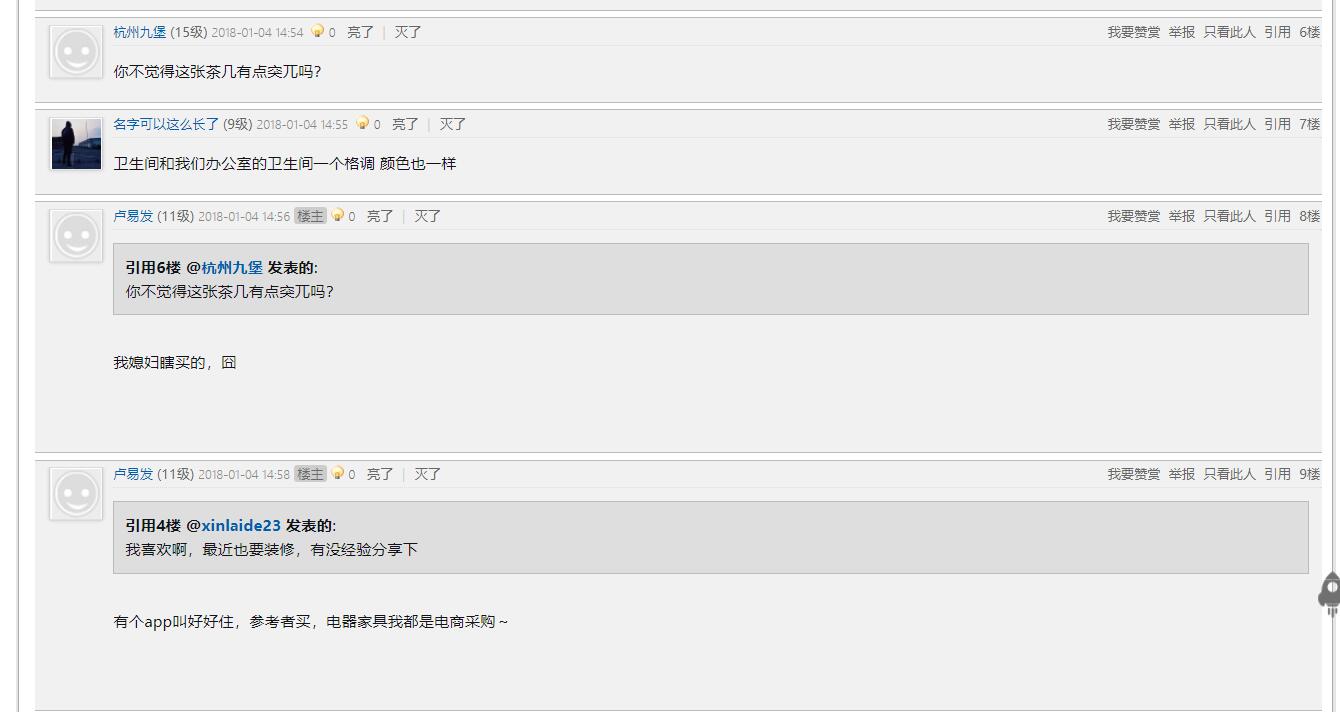 杭州九堡 (15级) 2018-01-04 14:54 0 亮了 | 灭了 我要赞赏 举报 只看此人 引用 6楼
你不觉得这张茶几有点突兀吗?
名字可以这么长了 (9级) 2018-01-04 14:55 0 亮了 | 灭了 我要赞赏 举报 只看此人 引用 7楼
卫生间和我们办公室的卫生间一个格调 颜色也一样
卢易发 (11级) 2018-01-04 14:56 楼主 0 亮了 | 灭了 我要赞赏 举报 只看此人 引用 8楼
引用6楼 @杭州九堡 发表的:
你不觉得这张茶几有点突兀吗?
我媳妇瞎买的，囧
卢易发 (11级) 2018-01-04 14:58 楼主 0 亮了 | 灭了 我要赞赏 举报 只看此人 引用 9楼
引用4楼 @xinlaide23 发表的:
我喜欢啊，最近也要装修，有没经验分享下
有个app叫好好住，参考者买，电器家具我都是电商采购～